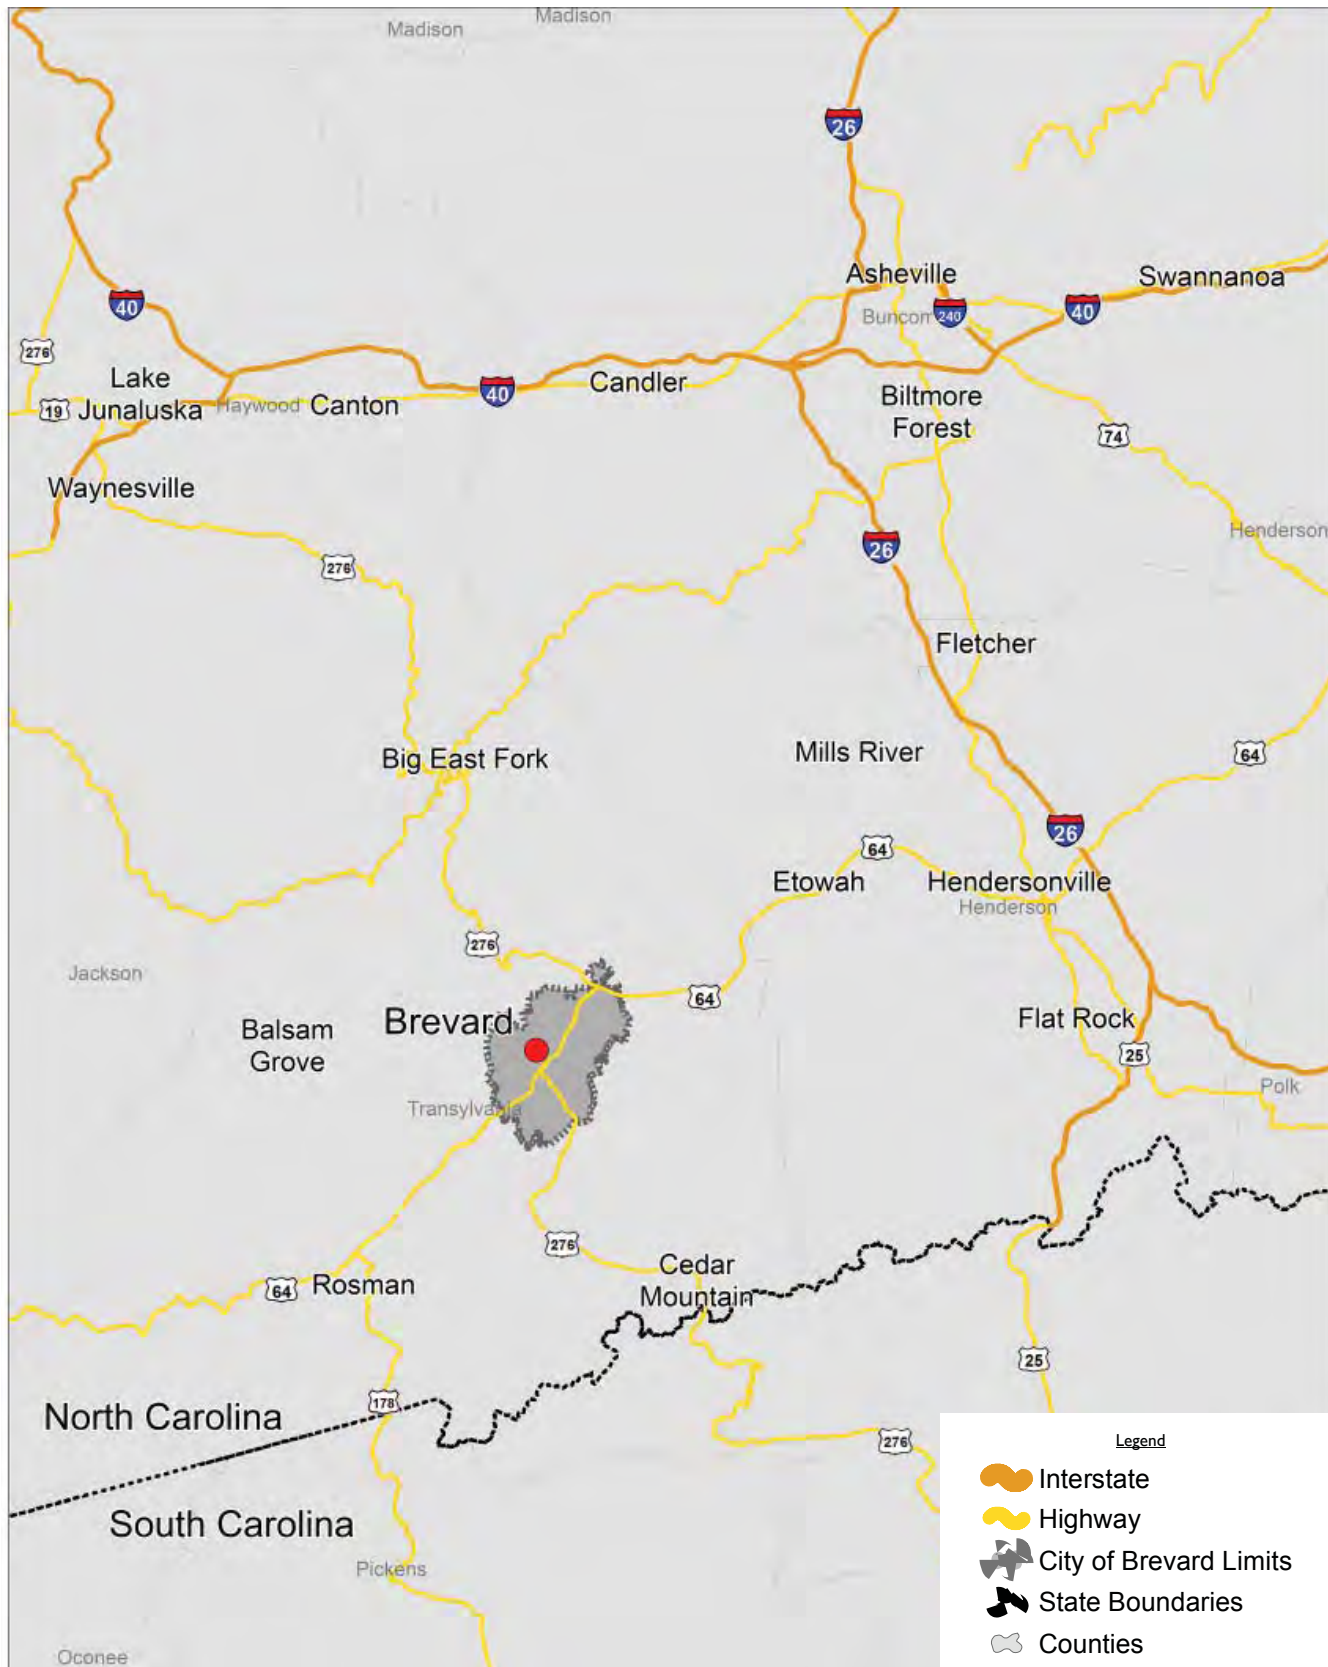 Madison
Madison
26
Asheville
Swannanoa
40
Buncom
240
40
276
Lake
Junaluska
19
Haywood
Canton
40
Candler
Biltmore
Forest
74
Waynesville
276
26
Henderson
Fletcher
Big East Fork
Mills River
64
26
64
Etowah
Hendersonville
Henderson
276
Jackson
64
Balsam
Grove
Brevard
Flat Rock
25
Polk
Transylvania
276
Cedar
Mountain
64
Rosman
25
178
North Carolina
276
South Carolina
Pickens
Oconee
Legend
Interstate
Highway
City of Brevard Limits
State Boundaries
Counties